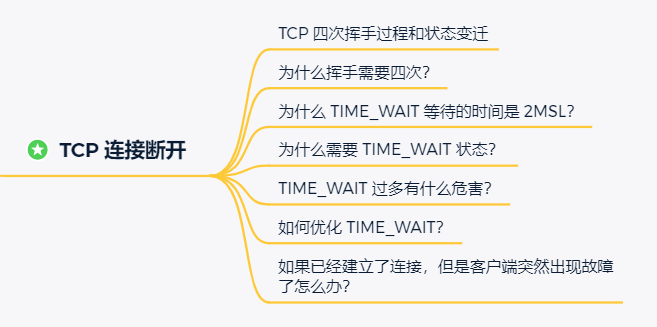 TCP 四次挥手过程和状态变迁
为什么挥手需要四次？
为什么 TIME_WAIT 等待的时间是 2MSL？
TCP 连接断开
为什么需要 TIME_WAIT 状态？
TIME_WAIT 过多有什么危害？
如何优化 TIME_WAIT？
如果已经建立了连接，但是客户端突然出现故障
了怎么办？